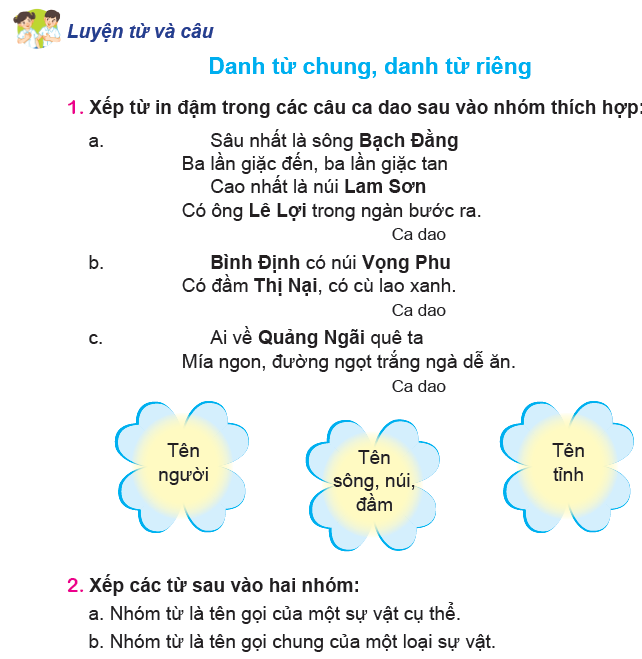 Luyện từ và câu
Danh từ chung, danh từ riêng
1. Xếp từ in đậm trong các câu ca dao sau vào nhóm thích hợp:
a. Sâu nhất là sông Bạch Đằng
Ba lần giặc đến, ba lần giặc tan
Cao nhất là núi Lam Sơn
Có ông Lê Lợi trong ngàn bước ra.
Ca dao
b. Bình Định có núi Vọng Phu
Có đầm Thị Nại, có cù lao xanh.
Ca dao
c. Ai về Quảng Ngãi quê ta
Mía ngon, đường ngọt trắng ngà dễ ăn.
Ca dao
Tên
người
Tên
sông, núi,
đầm
Tên
tỉnh
2. Xếp các từ sau vào hai nhóm:
a. Nhóm từ là tên gọi của một sự vật cụ thể.
b. Nhóm từ là tên gọi chung của một loại sự vật.